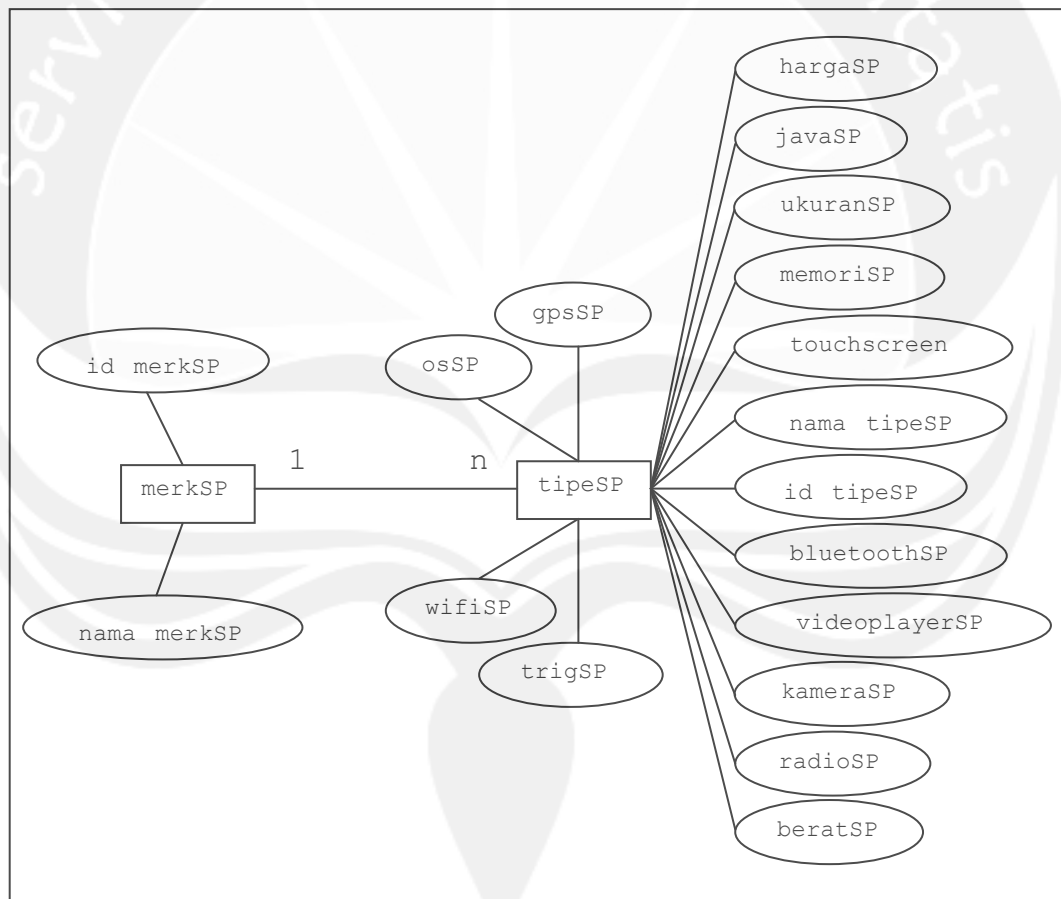 hargaSP
javaSP
ukuranSP
memoriSP
gpsSP
touchscreen
osSP
id merkSP
nama tipeSP
1
n
merkSP
tipeSP
id tipeSP
bluetoothSP
wifiSP
videoplayerSP
nama merkSP
trigSP
kameraSP
radioSP
beratSP